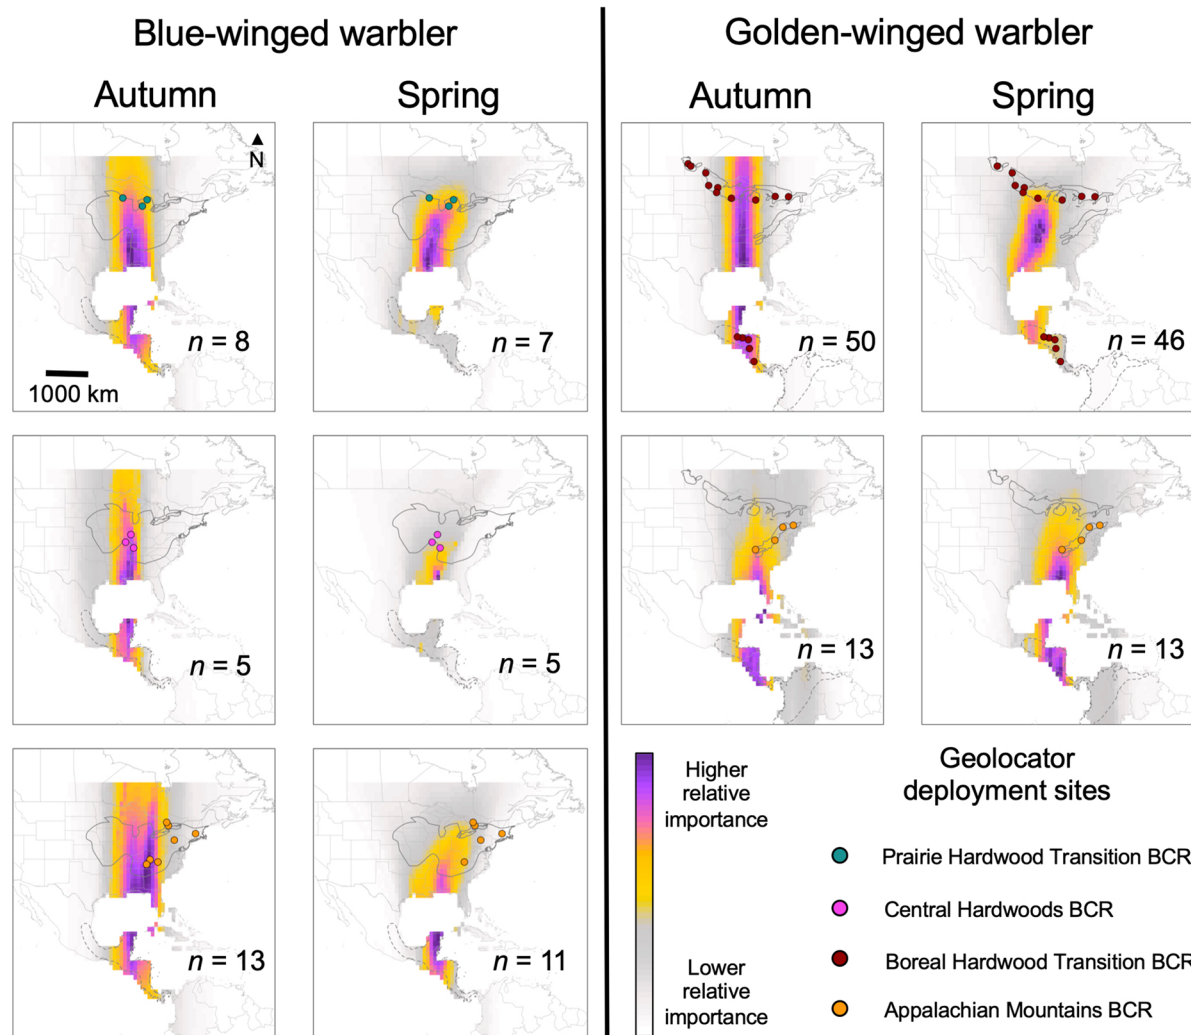 Blue-winged warbler
Golden-winged warbler
Autumn
Spring
Autumn
Spring
N
n = 8
n = 7
n = 50
n = 46
1000 km
n = 5
n = 5
n = 13
n = 13
n = 13
n = 11
Higher
relative
importance
Lower
relative
importance
Geolocator
deployment sites
Prairie Hardwood Transition BCR
Central Hardwoods BCR
Boreal Hardwood Transition BCR
Appalachian Mountains BCR